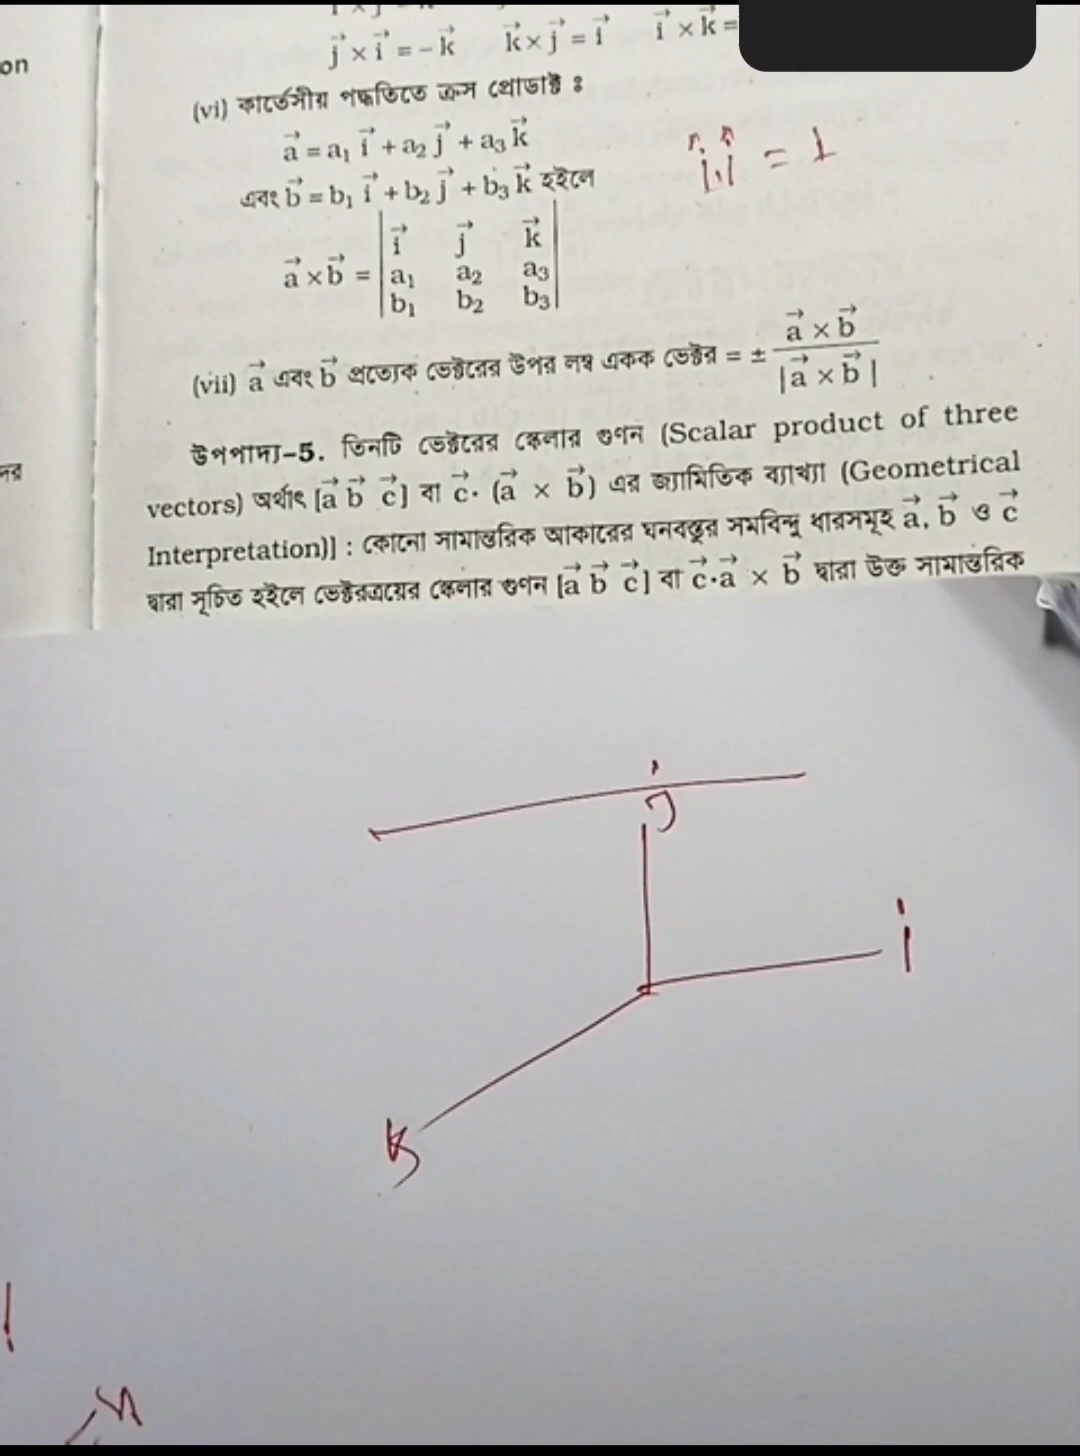 on
j⃗ × i⃗ = – k⃗ k⃗ × j⃗ = i⃗ i⃗ × k⃗ =
(vi) কার্তেসীয় পদ্ধতিতে ক্রস প্রোডাক্ট ঃ
a⃗ = a₁ i⃗ + a₂ j⃗ + a₃ k⃗
এবং b⃗ = b₁ i⃗ + b₂ j⃗ + b₃ k⃗ হইলে
î.î = 1
a⃗ × b⃗ = | i⃗ j⃗ k⃗ |
| a₁ a₂ a₃ |
| b₁ b₂ b₃ |
(vii) a⃗ এবং b⃗ প্রত্যেক ভেক্টরের উপর লম্ব একক ভেক্টর = ± (a⃗ × b⃗) / |a⃗ × b⃗|
উপপাদ্য-5. তিনটি ভেক্টরের স্কেলার গুণন (Scalar product of three
vectors) অর্থাৎ [a⃗ b⃗ c⃗] বা c⃗· (a⃗ × b⃗) এর জ্যামিতিক ব্যাখ্যা (Geometrical
Interpretation)] : কোনো সামান্তরিক আকারের ঘনবস্তুর সমবিন্দু ধারসমূহ a⃗, b⃗ ও c⃗
দ্বারা সূচিত হইলে ভেক্টরত্রয়ের স্কেলার গুণন [a⃗ b⃗ c⃗] বা c⃗·a⃗ × b⃗ দ্বারা উক্ত সামান্তরিক
j
i
k